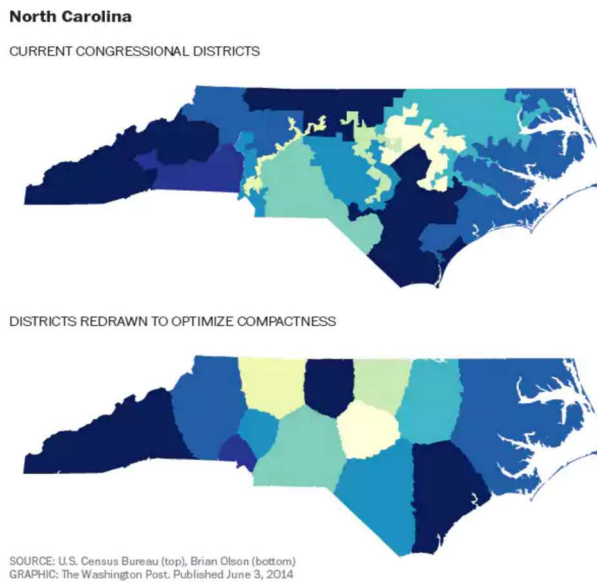 North Carolina
CURRENT CONGRESSIONAL DISTRICTS
DISTRICTS REDRAWN TO OPTIMIZE COMPACTNESS
SOURCE: U.S. Census Bureau (top), Brian Olson (bottom)
GRAPHIC: The Washington Post. Published June 3, 2014